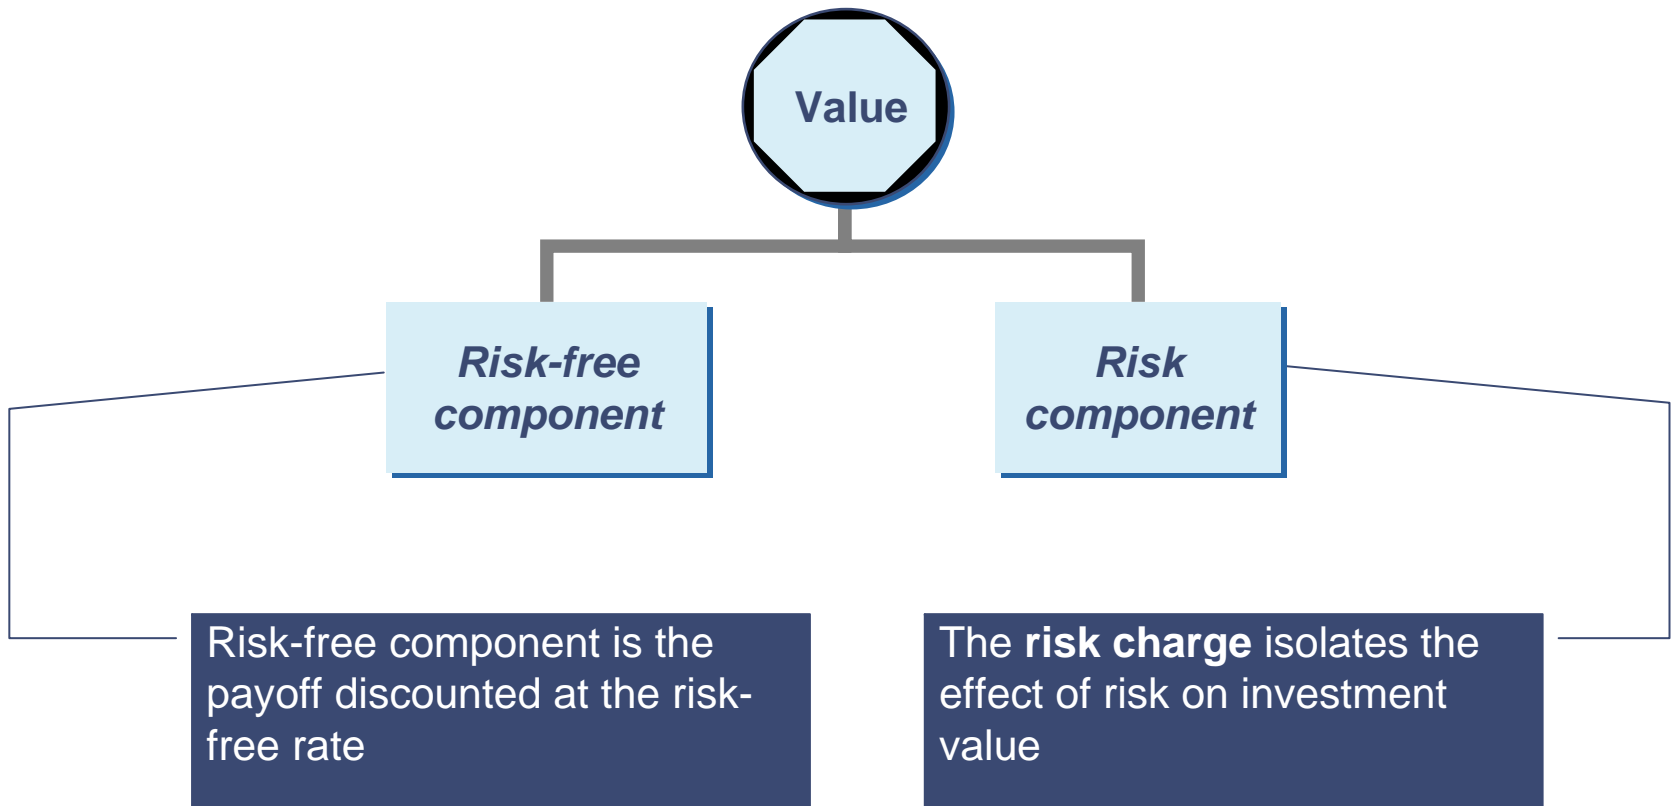 Value
Risk-free
component
Risk
component
Risk-free component is the
payoff discounted at the risk-
free rate
The risk charge isolates the
effect of risk on investment
value